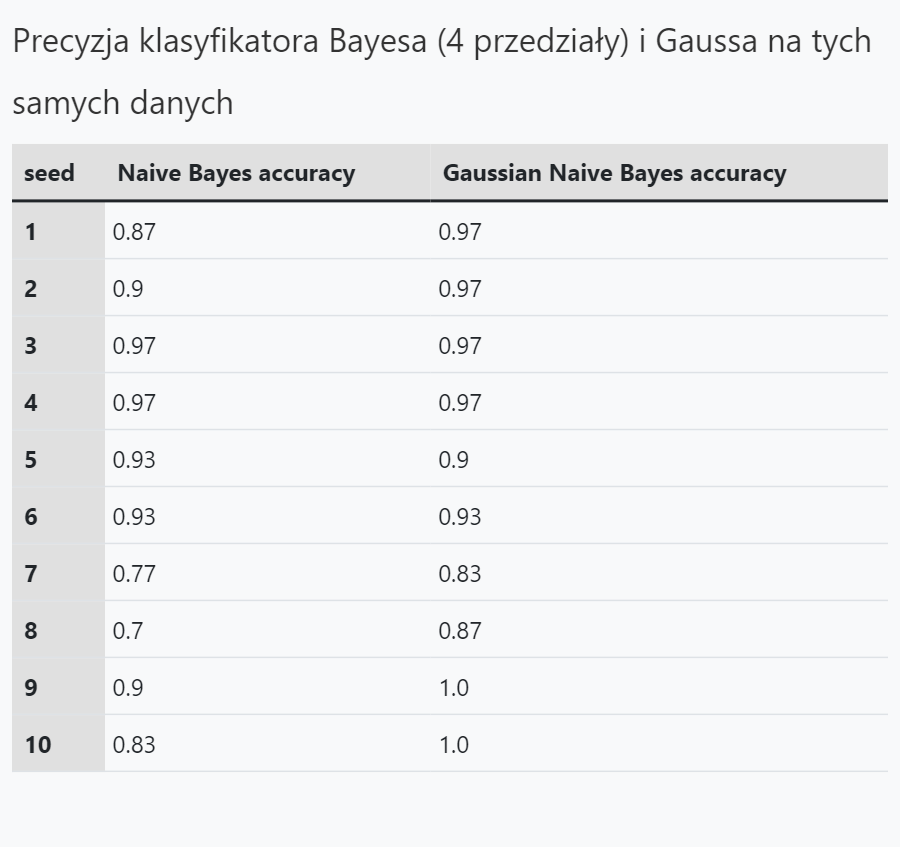 Precyzja klasyfikatora Bayesa (4 przedziały) i Gaussa na tych
samych danych
seed Naive Bayes accuracy Gaussian Naive Bayes accuracy
1 0.87 0.97
2 0.9 0.97
3 0.97 0.97
4 0.97 0.97
5 0.93 0.9
6 0.93 0.93
7 0.77 0.83
8 0.7 0.87
9 0.9 1.0
10 0.83 1.0